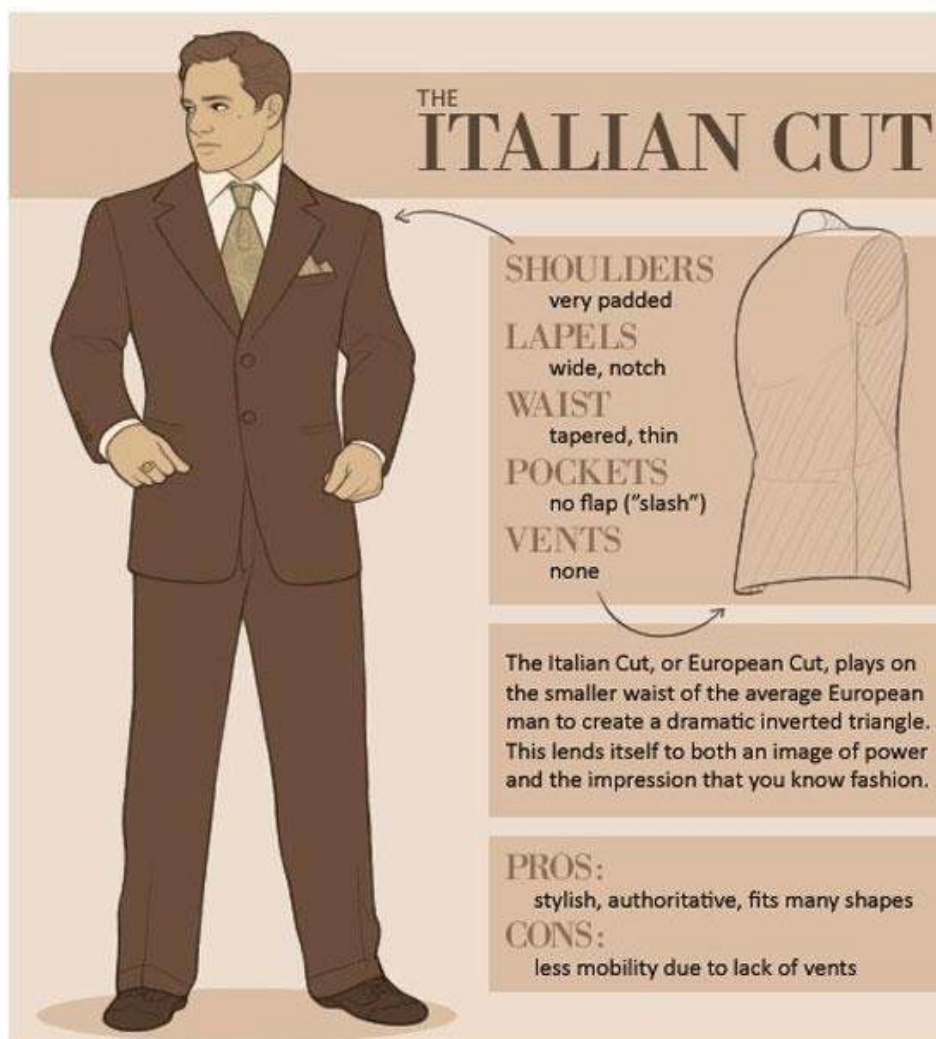 THE
ITALIAN CUT
SHOULDERS
very padded
LAPELS
wide, notch
WAIST
tapered, thin
POCKETS
no flap ("slash")
VENTS
none
The Italian Cut, or European Cut, plays on
the smaller waist of the average European
man to create a dramatic inverted triangle.
This lends itself to both an image of power
and the impression that you know fashion.
PROS:
stylish, authoritative, fits many shapes
CONS:
less mobility due to lack of vents